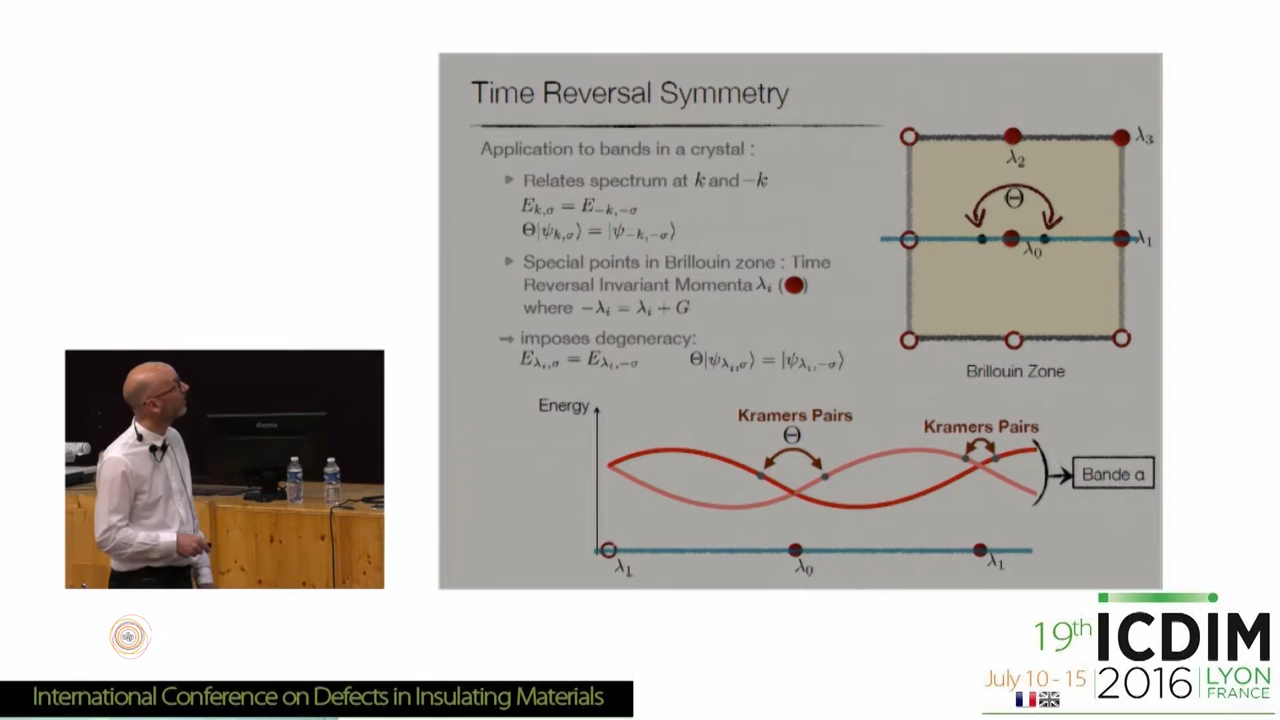 Time Reversal Symmetry
Application to bands in a crystal :
Relates spectrum at k and −k
E_{k,σ} = E_{−k,−σ}
Θ|ψ_{k,σ}⟩ = |ψ_{−k,−σ}⟩
Special points in Brillouin zone : Time
Reversal Invariant Momenta λ_i ( )
where −λ_i = λ_i + G
⇒ imposes degeneracy:
E_{λ_i,σ} = E_{λ_i,−σ} Θ|ψ_{λ_i,σ}⟩ = |ψ_{λ_i,−σ}⟩
λ_3
λ_2
Θ
λ_1
λ_0
Brillouin Zone
Energy
Kramers Pairs
Θ
Kramers Pairs
Bande α
λ_1
λ_0
λ_1
19th ICDIM
July 10 - 15
2016
LYON
FRANCE
International Conference on Defects in Insulating Materials